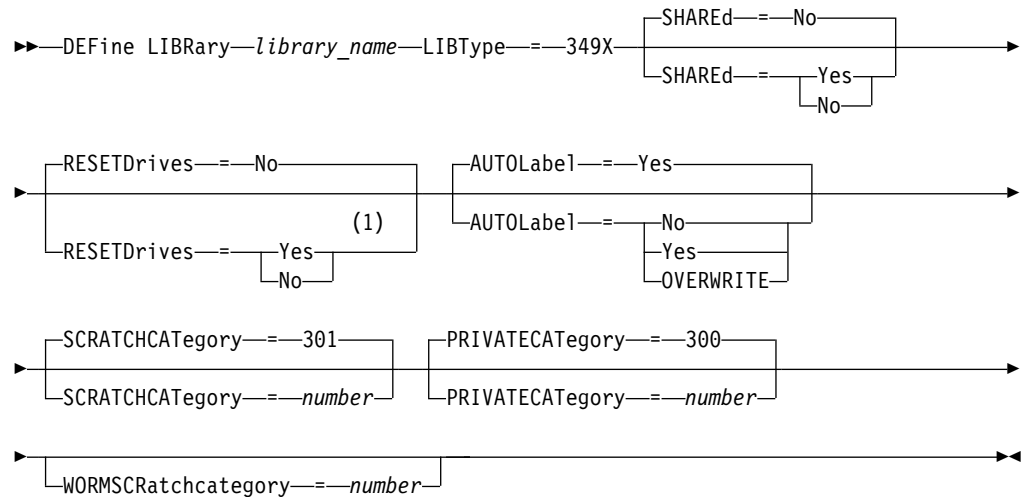 SHAREd = No
DEFine LIBRary library_name LIBType = 349X
SHAREd = Yes
No
RESETDrives = No AUTOLabel = Yes
(1)
RESETDrives = Yes AUTOLabel = No
No Yes
OVERWRITE
SCRATCHCATegory = 301 PRIVATECATegory = 300
SCRATCHCATegory = number PRIVATECATegory = number
WORMSCRatchcategory = number